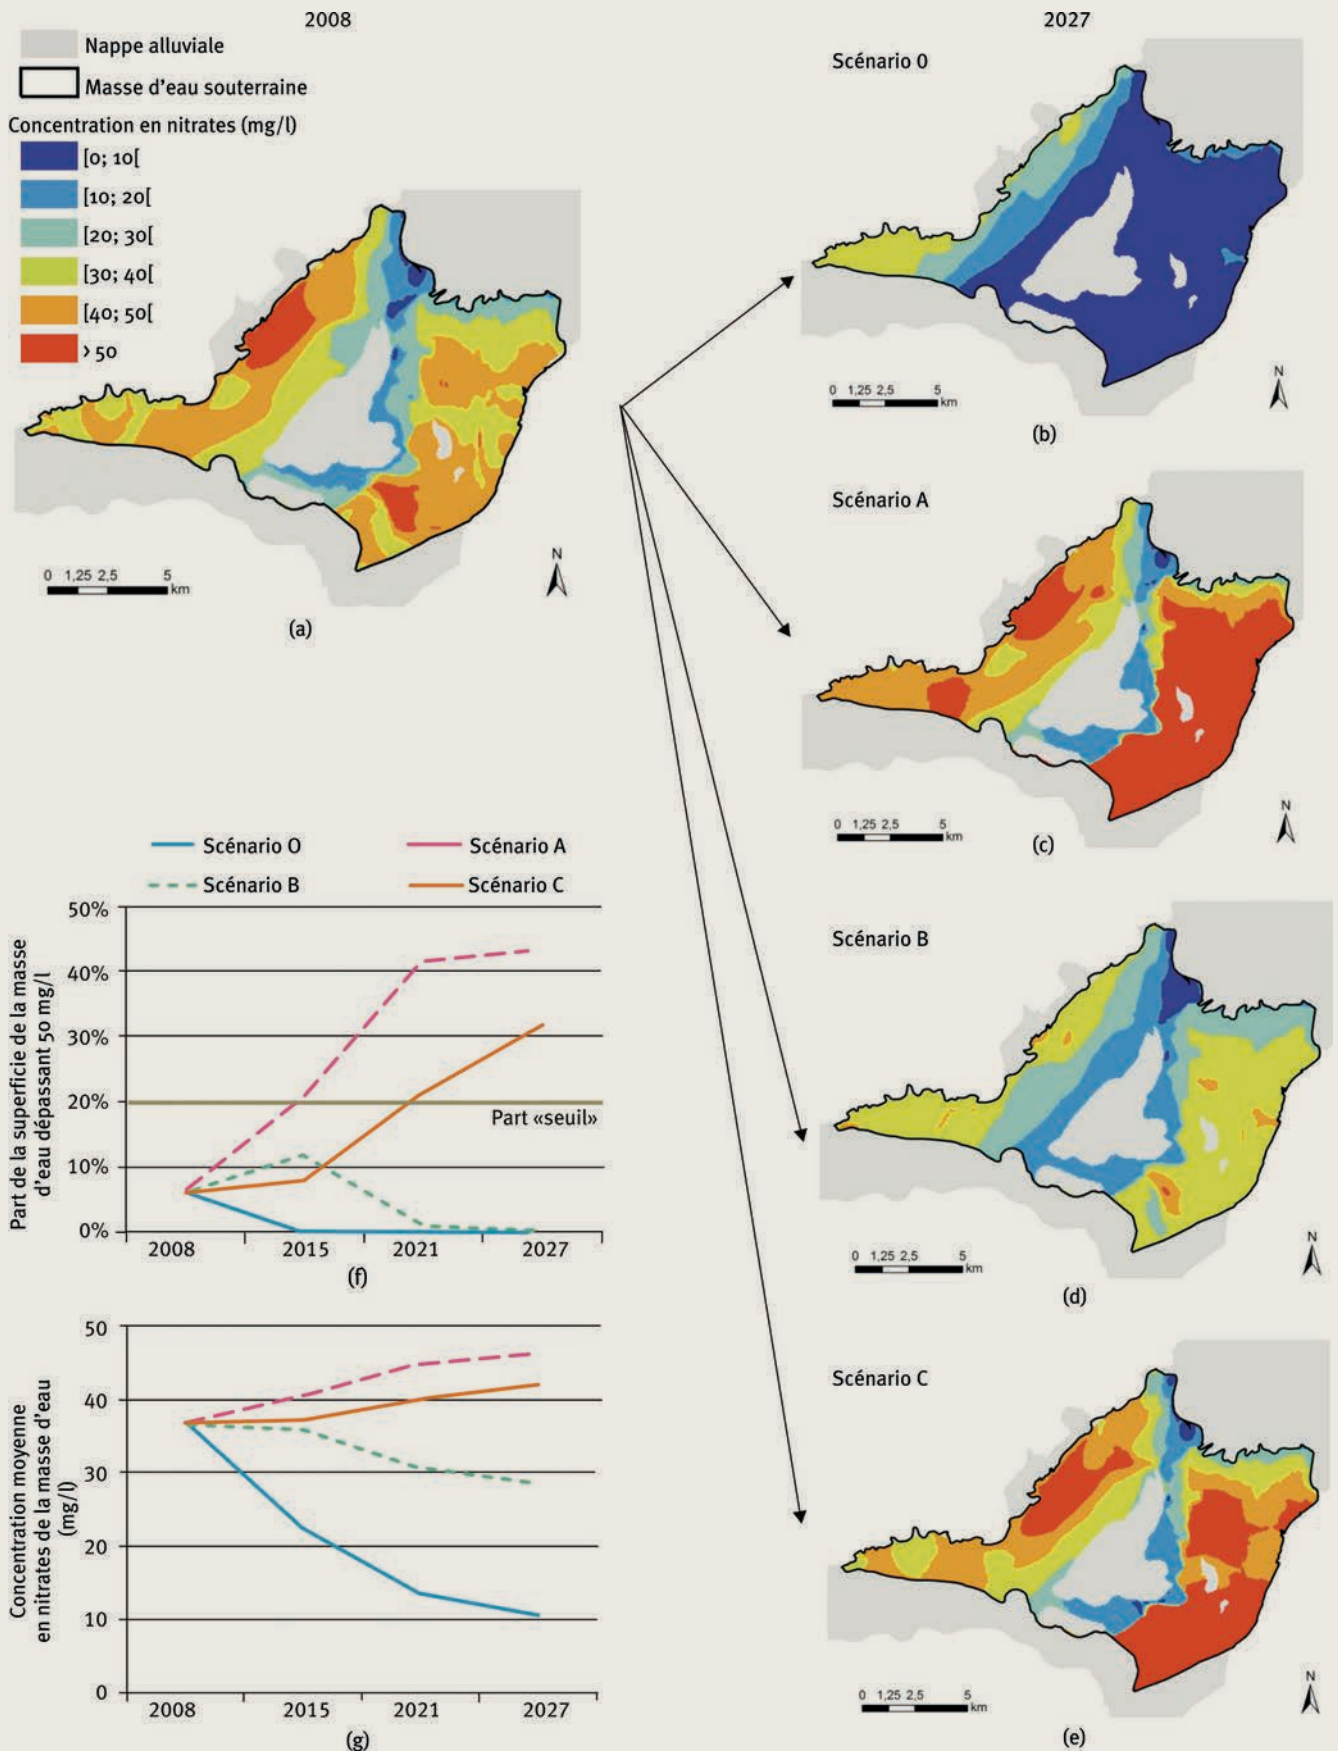 2008
Nappe alluviale
Masse d'eau souterraine
Concentration en nitrates (mg/l)
[0; 10[
[10; 20[
[20; 30[
[30; 40[
[40; 50[
> 50
0 1,25 2,5 5
km
N
(a)
2027
Scénario 0
0 1,25 2,5 5
km
N
(b)
Scénario A
0 1,25 2,5 5
km
N
(c)
Scénario B
0 1,25 2,5 5
km
N
(d)
Scénario C
0 1,25 2,5 5
km
N
(e)
Scénario O
Scénario A
Scénario B
Scénario C
Part de la superficie de la masse
d'eau dépassant 50 mg/l
50%
40%
30%
20%
10%
0%
Part «seuil»
2008 2015 2021 2027
(f)
Concentration moyenne
en nitrates de la masse d'eau
(mg/l)
50
40
30
20
10
0
2008 2015 2021 2027
(g)